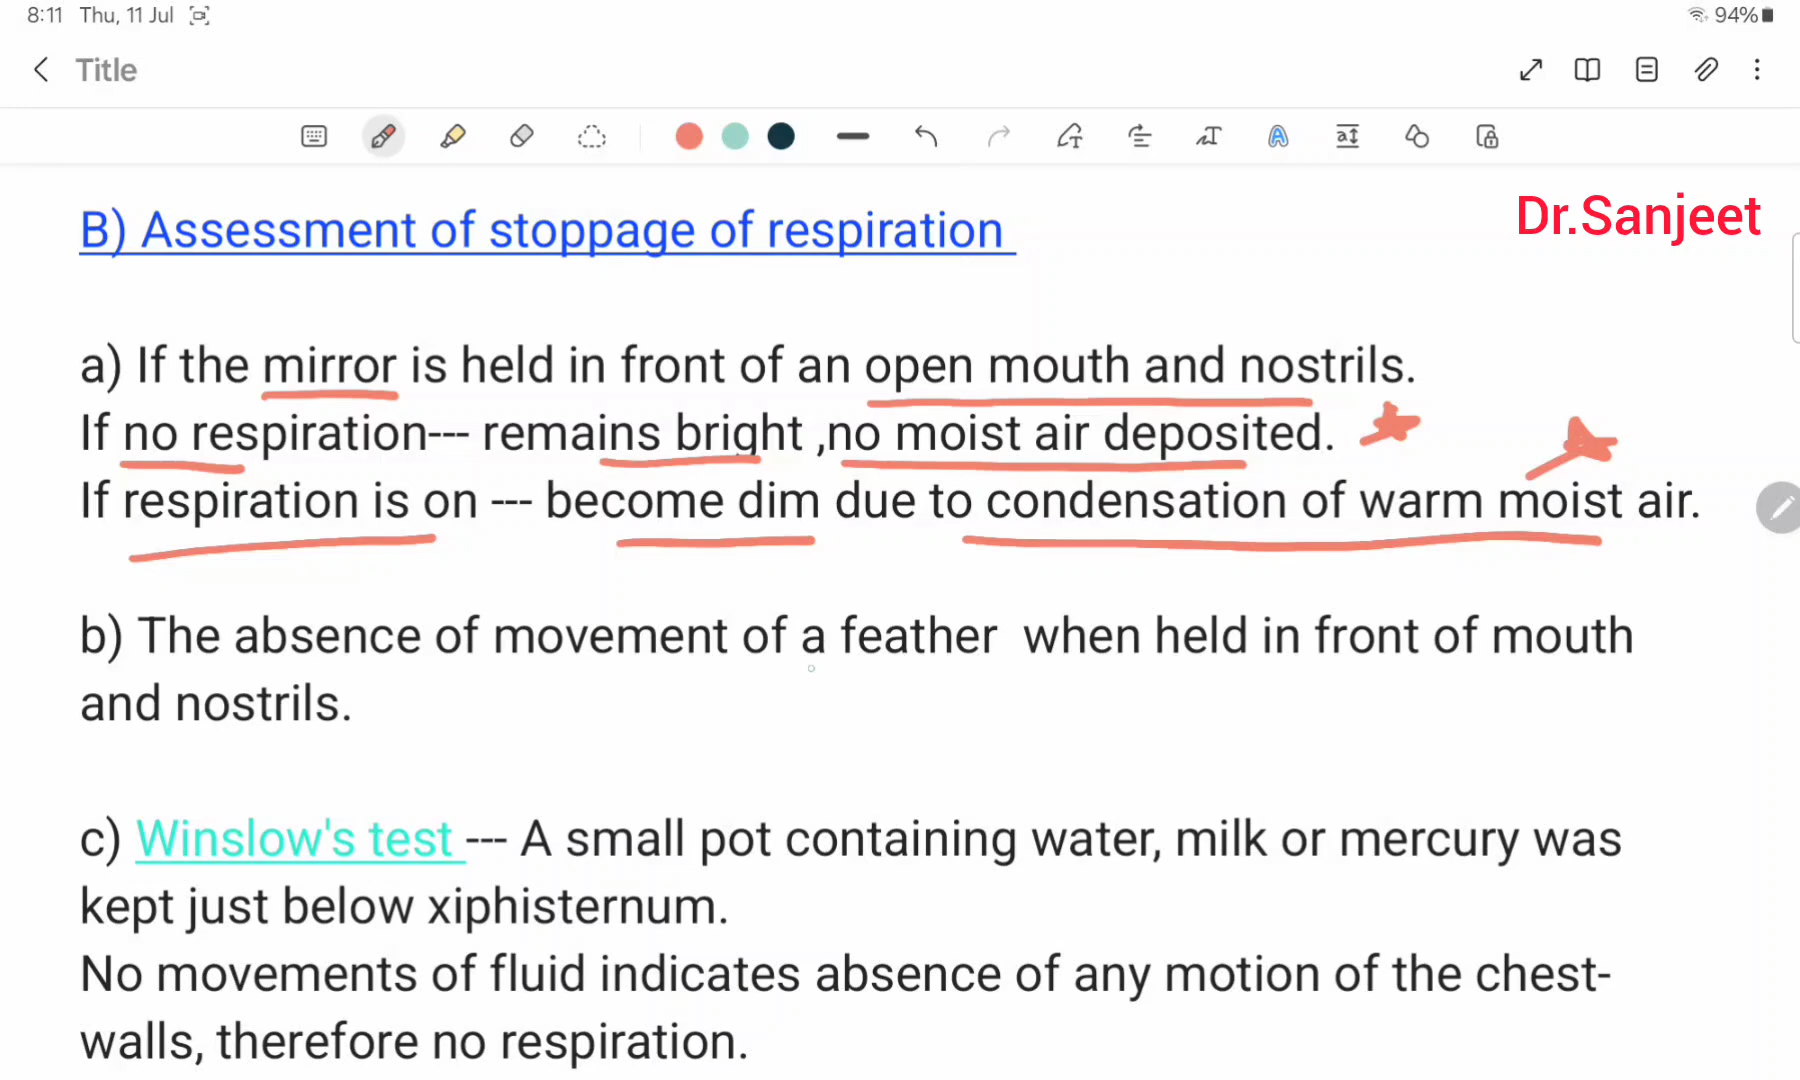 8:11 Thu, 11 Jul 94%
Title
B) Assessment of stoppage of respiration
Dr.Sanjeet
a) If the mirror is held in front of an open mouth and nostrils.
If no respiration--- remains bright ,no moist air deposited.
If respiration is on --- become dim due to condensation of warm moist air.
b) The absence of movement of a feather when held in front of mouth
and nostrils.
c) Winslow's test --- A small pot containing water, milk or mercury was
kept just below xiphisternum.
No movements of fluid indicates absence of any motion of the chest-
walls, therefore no respiration.